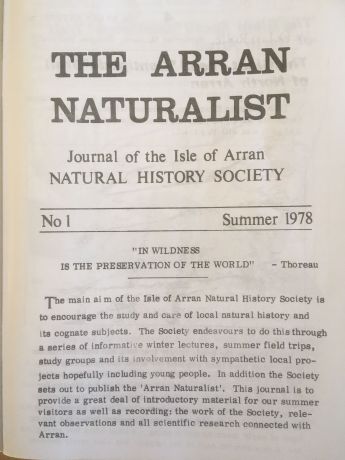 THE ARRAN
NATURALIST
Journal of the Isle of Arran
NATURAL HISTORY SOCIETY
No 1 Summer 1978
"IN WILDNESS
IS THE PRESERVATION OF THE WORLD" - Thoreau
The main aim of the Isle of Arran Natural History Society is
to encourage the study and care of local natural history and
its cognate subjects. The Society endeavours to do this through
a series of informative winter lectures, summer field trips,
study groups and its involvement with sympathetic local pro-
jects hopefully including young people. In addition the Society
sets out to publish the 'Arran Naturalist'. This journal is to
provide a great deal of introductory material for our summer
visitors as well as recording: the work of the Society, rele-
vant observations and all scientific research connected with
Arran.